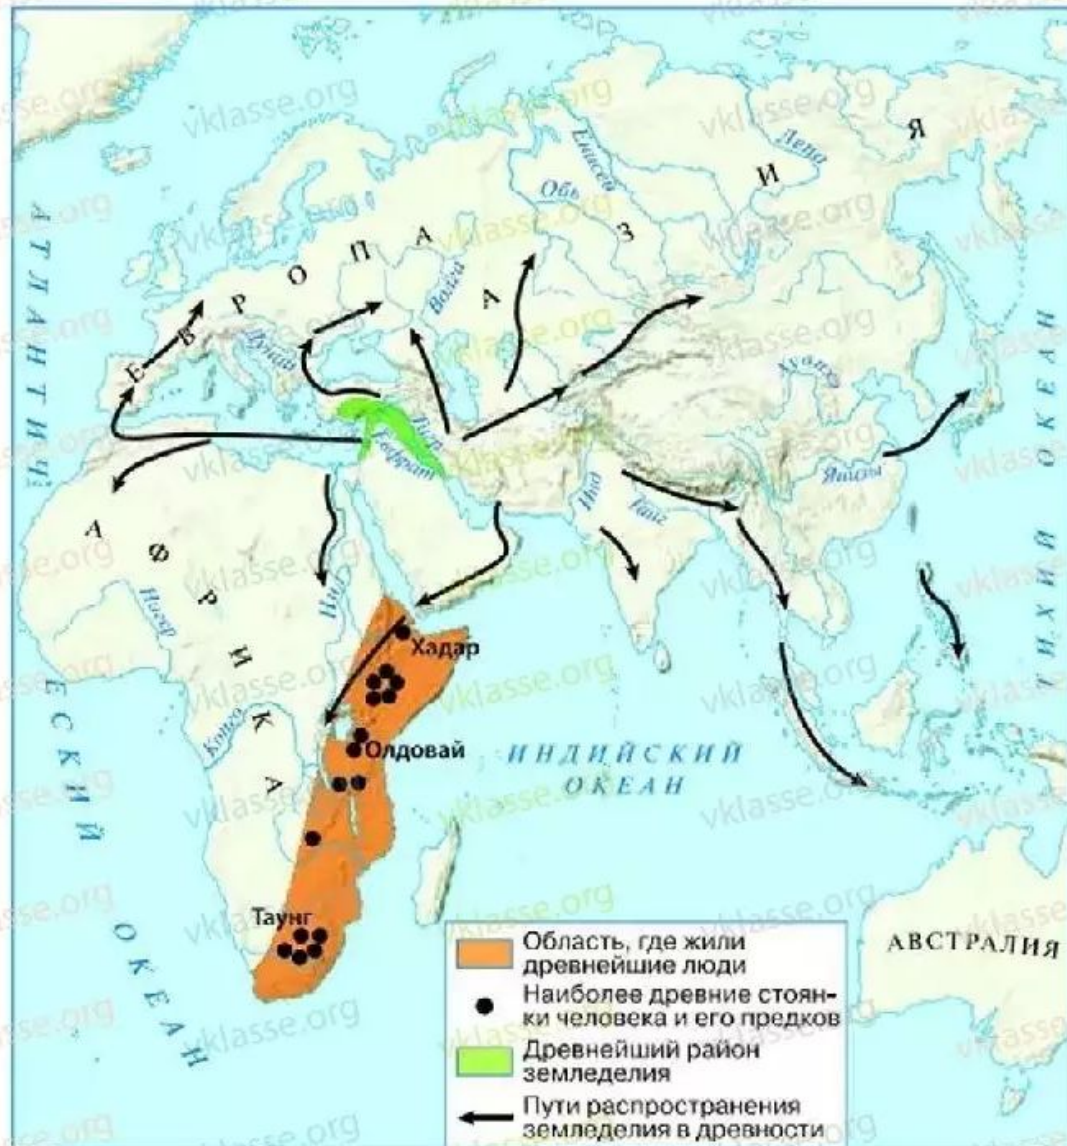 ЕВРОПА
АЗИЯ
АФРИКА
АВСТРАЛИЯ
АТЛАНТИЧЕСКИЙ ОКЕАН
ТИХИЙ ОКЕАН
ИНДИЙСКИЙ
ОКЕАН
Енисей
Лена
Обь
Волга
Дунай
Тигр
Евфрат
Хуанхэ
Янцзы
Инд
Ганг
Нил
Нигер
Конго
Хадар
Олдовай
Таунг
Область, где жили
древнейшие люди
Наиболее древние стоян-
ки человека и его предков
Древнейший район
земледелия
Пути распространения
земледелия в древности
vklasse.org